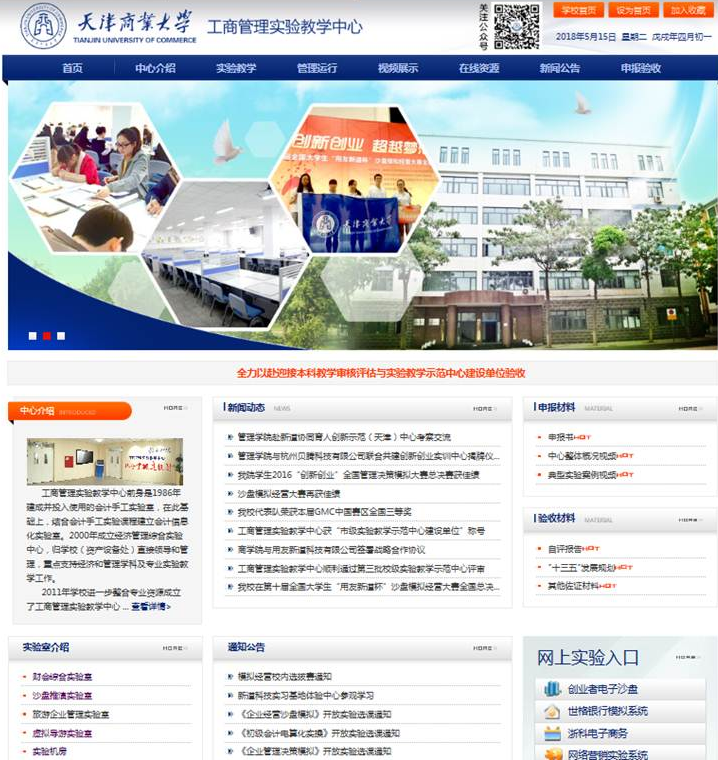 天津商業大学
TIANJIN UNIVERSITY OF COMMERCE
工商管理实验教学中心
关注公众号
学校首页 设为首页 加入收藏
2018年5月15日 星期二 戊戌年四月初一
首页 中心介绍 实验教学 管理运行 视频展示 在线资源 新闻公告 申报验收
创新创业 超越梦
天津商業大学
全力以赴迎接本科教学审核评估与实验教学示范中心建设单位验收
中心介绍 INTRODUCED MORE
工商管理实验教学中心前身是1986年
建成并投入使用的会计手工实验室，在此基
础上，结合会计手工实验课程建立会计信息
化实验室。2000年成立经济管理综合实验
中心，归学校（资产设备处）直接领导和管
理，重点支持经济和管理学科及专业实验教
学工作。
2011年学校进一步整合专业资源成立
了工商管理实验教学中心 ... 查看详情>
新闻动态 NEWS MORE
管理学院赴新道协同育人创新示范（天津）中心考察交流
管理学院与杭州贝腾科技有限公司联合共建创新创业实训中心揭牌仪...
我院学生2016“创新创业”全国管理决策模拟大赛总决赛获佳绩
沙盘模拟经营大赛再获佳绩
我校代表队荣获本届GMC中国赛区全国三等奖
工商管理实验教学中心获“市级实验教学示范中心建设单位”称号
商学院与用友新道科技有限公司签署战略合作协议
工商管理实验教学中心顺利通过第三批校级实验教学示范中心评审
我校在第十届全国大学生“用友新道杯”沙盘模拟经营大赛全国总决...
申报材料 MATERIAL MORE
申报书HOT
中心整体概况视频HOT
典型实验案例视频HOT
验收材料 MATERIAL MORE
自评报告HOT
“十三五”发展规划HOT
其他佐证材料HOT
实验室介绍 MORE
财会综合实验室
沙盘推演实验室
旅游企业管理实验室
虚拟导游实验室
实验机房
通知公告 MORE
模拟经营校内选拔赛通知
新道科技实习基地体验中心参观学习
《企业经营沙盘模拟》开放实验选课通知
《初级会计电算化实操》开放实验选课通知
《企业管理决策模拟》开放实验选课通知
网上实验入口 MORE
创业者电子沙盘
世格银行模拟系统
浙科电子商务
网络营销实验系统